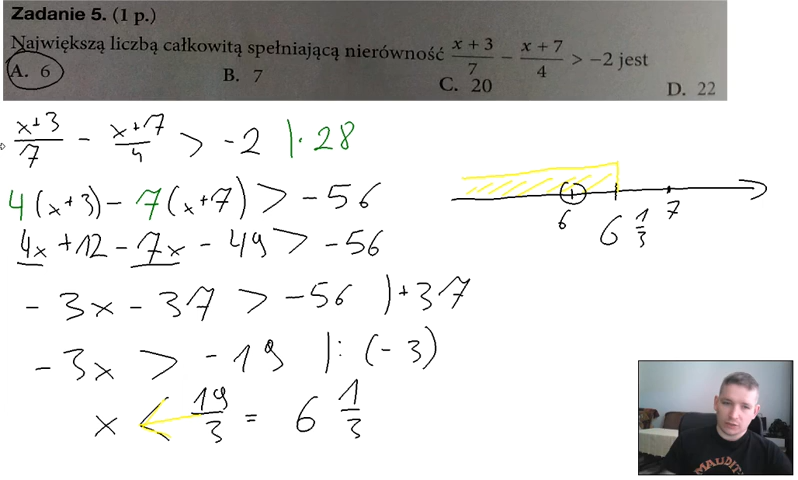 Zadanie 5. (1 p.)
Największą liczbą całkowitą spełniającą nierówność (x + 3)/7 − (x + 7)/4 > −2 jest
A. 6 B. 7 C. 20 D. 22
(x+3)/7 - (x+7)/4 > -2 |·28
4(x+3) - 7(x+7) > -56
4x + 12 - 7x - 49 > -56
-3x - 37 > -56 |+37
-3x > -19 |:(-3)
x < 19/3 = 6 1/3
6 6 1/3 7
MAUDIT